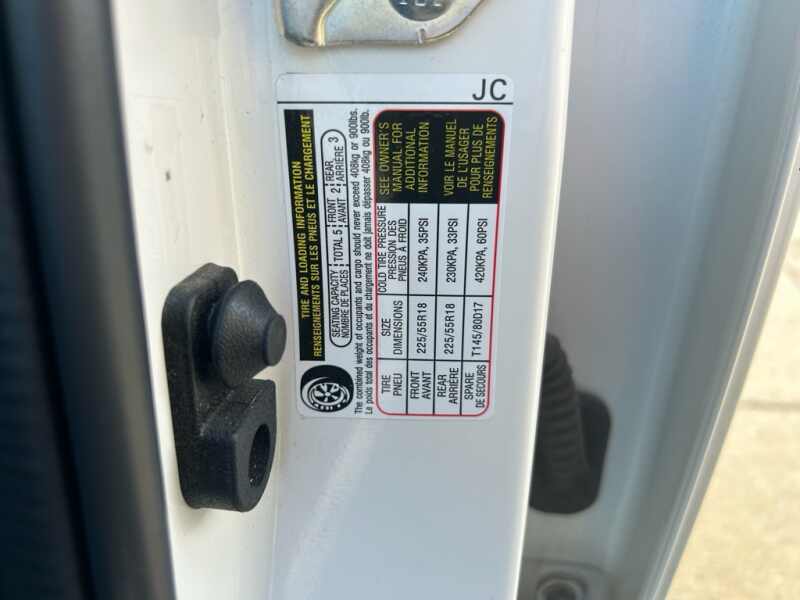 JC
TIRE AND LOADING INFORMATION
RENSEIGNEMENTS SUR LES PNEUS ET LE CHARGEMENT
SEATING CAPACITY
NOMBRE DE PLACES
TOTAL 5
FRONT
AVANT
2
REAR
ARRIÈRE
3
The combined weight of occupants and cargo should never exceed 408kg or 900lbs.
Le poids total des occupants et du chargement ne doit jamais dépasser 408kg ou 900lb.
TIRE
PNEU
SIZE
DIMENSIONS
COLD TIRE PRESSURE
PRESSION DES
PNEUS À FROID
FRONT
AVANT
225/55R18
240KPA, 35PSI
REAR
ARRIÈRE
225/55R18
230KPA, 33PSI
SPARE
DE SECOURS
T145/80D17
420KPA, 60PSI
SEE OWNER'S
MANUAL FOR
ADDITIONAL
INFORMATION
VOIR LE MANUEL
DE L'USAGER
POUR PLUS DE
RENSEIGNEMENTS